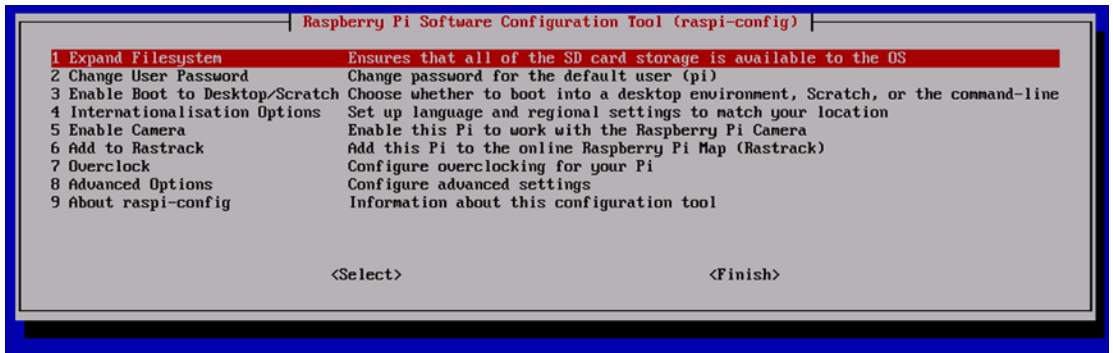 Raspberry Pi Software Configuration Tool (raspi-config)
1 Expand Filesystem Ensures that all of the SD card storage is available to the OS
2 Change User Password Change password for the default user (pi)
3 Enable Boot to Desktop/Scratch Choose whether to boot into a desktop environment, Scratch, or the command-line
4 Internationalisation Options Set up language and regional settings to match your location
5 Enable Camera Enable this Pi to work with the Raspberry Pi Camera
6 Add to Rastrack Add this Pi to the online Raspberry Pi Map (Rastrack)
7 Overclock Configure overclocking for your Pi
8 Advanced Options Configure advanced settings
9 About raspi-config Information about this configuration tool
<Select> <Finish>